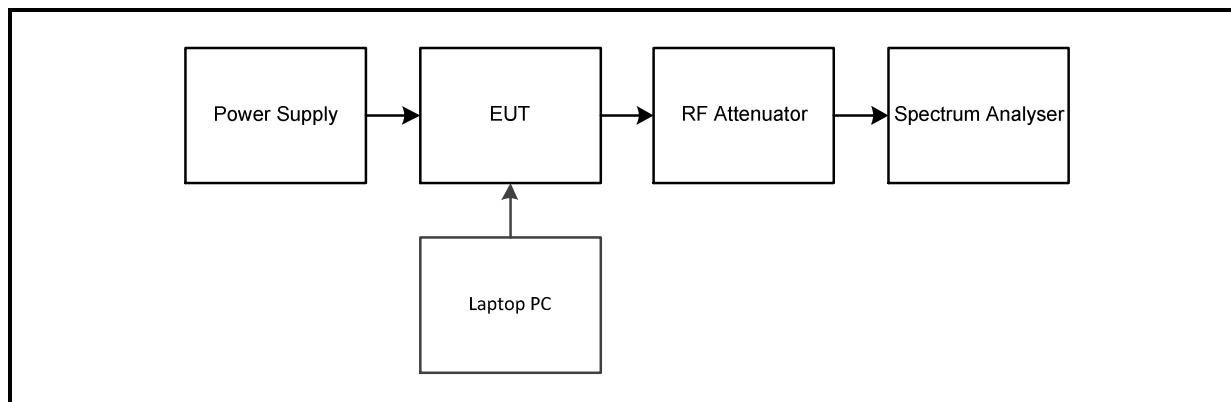 Power Supply
EUT
RF Attenuator
Spectrum Analyser
Laptop PC